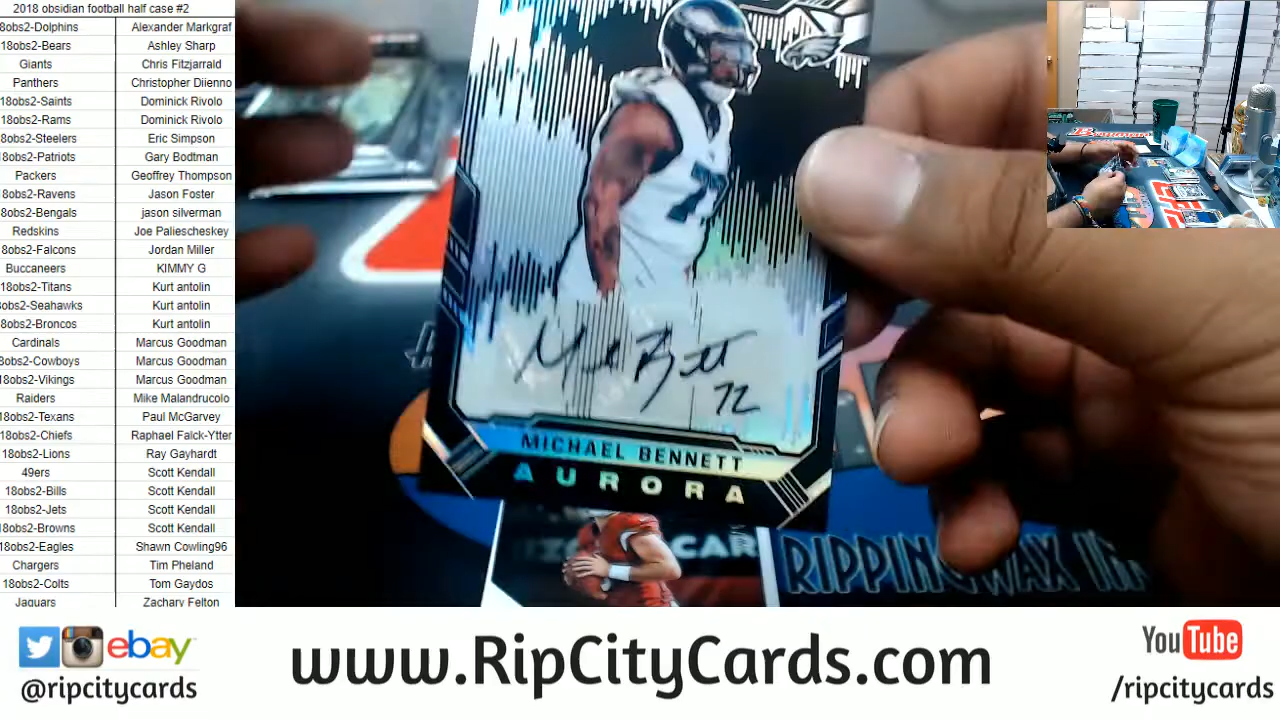 2018 obsidian football half case #2
8obs2-Dolphins Alexander Markgraf
18obs2-Bears Ashley Sharp
Giants Chris Fitzjarrald
Panthers Christopher Diienno
18obs2-Saints Dominick Rivolo
18obs2-Rams Dominick Rivolo
8obs2-Steelers Eric Simpson
8obs2-Patriots Gary Bodtman
Packers Geoffrey Thompson
8obs2-Ravens Jason Foster
8obs2-Bengals jason silverman
Redskins Joe Paliescheskey
8obs2-Falcons Jordan Miller
Buccaneers KIMMY G
18obs2-Titans Kurt antolin
obs2-Seahawks Kurt antolin
8obs2-Broncos Kurt antolin
Cardinals Marcus Goodman
8obs2-Cowboys Marcus Goodman
18obs2-Vikings Marcus Goodman
Raiders Mike Malandrucolo
18obs2-Texans Paul McGarvey
18obs2-Chiefs Raphael Falck-Ytter
18obs2-Lions Ray Gayhardt
49ers Scott Kendall
18obs2-Bills Scott Kendall
18obs2-Jets Scott Kendall
8obs2-Browns Scott Kendall
18obs2-Eagles Shawn Cowling96
Chargers Tim Pheland
18obs2-Colts Tom Gaydos
Jaguars Zachary Felton
72
MICHAEL BENNETT
AURORA
CAR
RIPPINGWAX IN
ebay
@ripcitycards
www.RipCityCards.com
YouTube
/ripcitycards